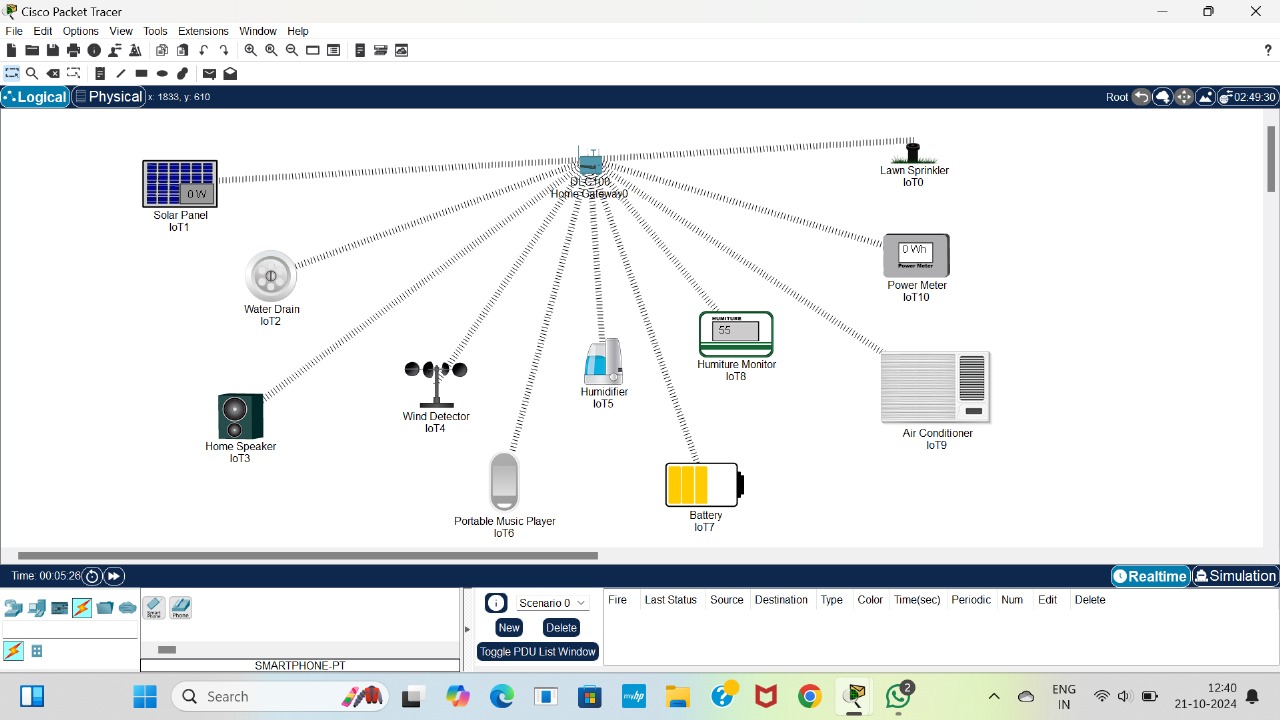 Cisco Packet Tracer
File Edit Options View Tools Extensions Window Help
?
Logical Physical x: 1833, y: 610 Root 02:49:30
0 W
Solar Panel
IoT1
DLC100
Home Gateway0
Lawn Sprinkler
IoT0
0 Wh
Power Meter
Power Meter
IoT10
Water Drain
IoT2
HUMITURE
55
Humiture Monitor
IoT8
Humidifier
IoT5
Wind Detector
IoT4
Air Conditioner
IoT9
Home Speaker
IoT3
Portable Music Player
IoT6
Battery
IoT7
Time: 00:05:26 Realtime Simulation
Scenario 0
New Delete
Toggle PDU List Window
Fire Last Status Source Destination Type Color Time(sec) Periodic Num Edit Delete
SMARTPHONE-PT
Search
myhp
2
ENG
IN
12:40
21-10-2024